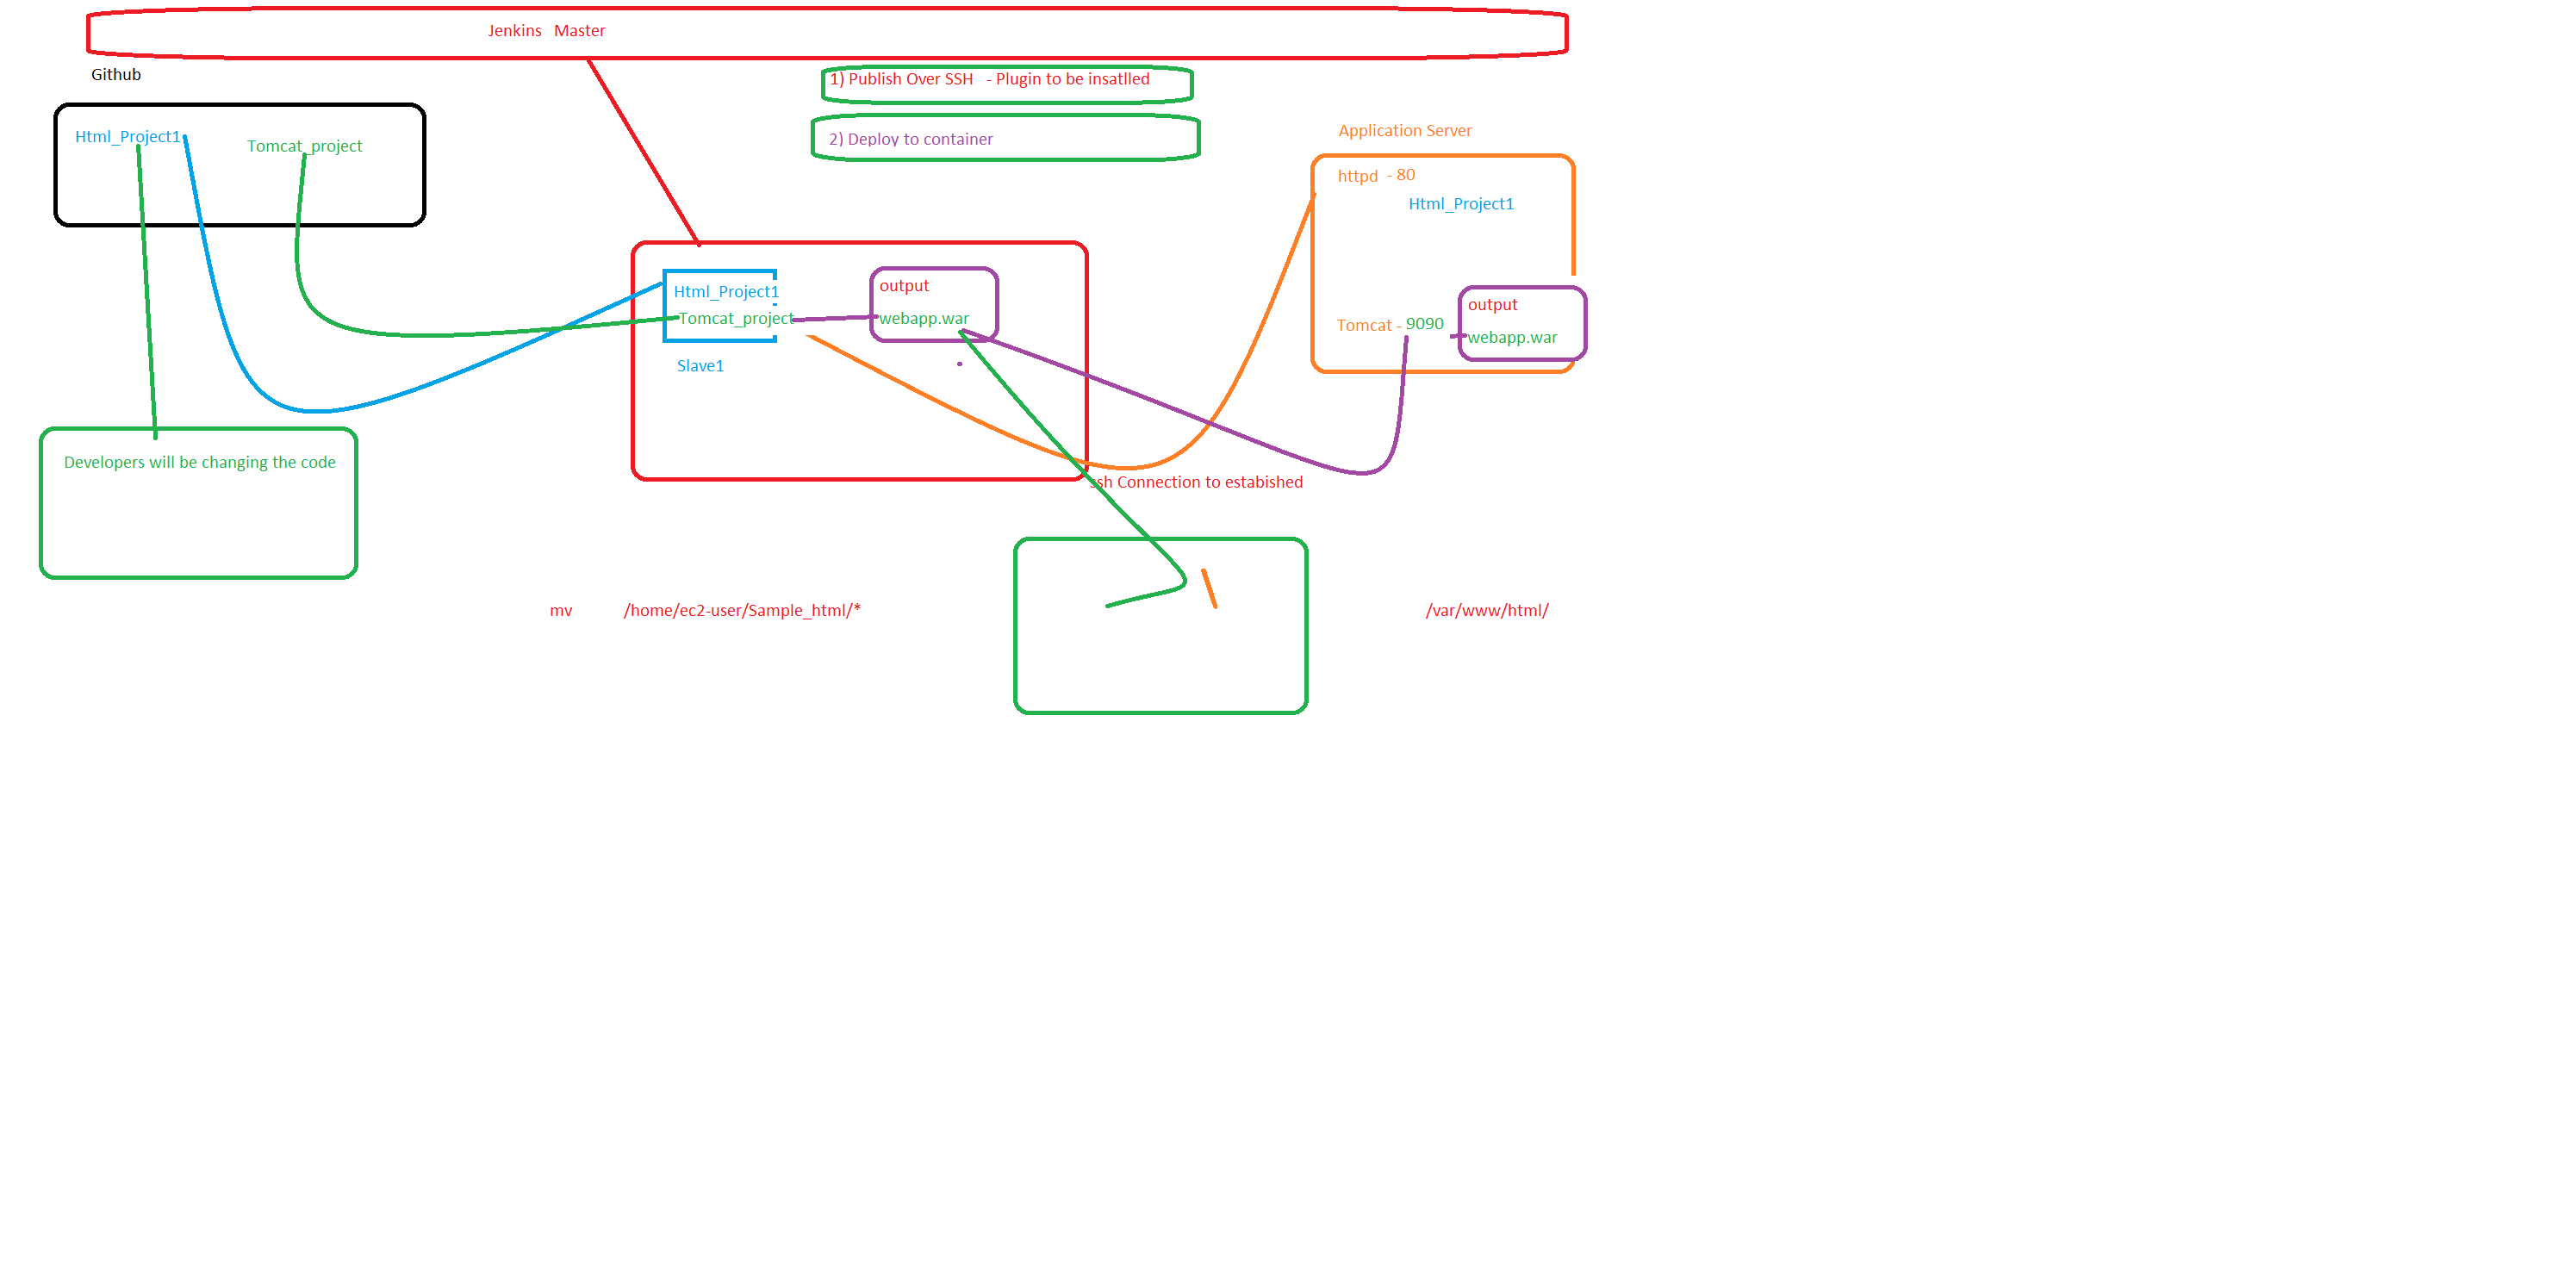 Jenkins Master
Github
1) Publish Over SSH - Plugin to be insatlled
2) Deploy to container
Application Server
Html_Project1
Tomcat_project
httpd - 80
Html_Project1
Html_Project1
output
Tomcat_project
webapp.war
output
Tomcat - 9090
webapp.war
Slave1
Developers will be changing the code
ssh Connection to estabished
mv /home/ec2-user/Sample_html/* /var/www/html/